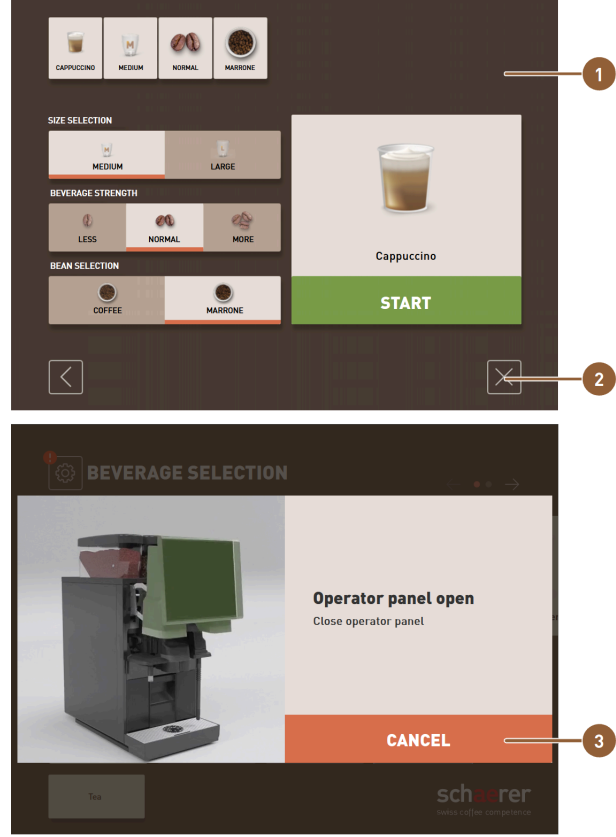 CAPPUCCINO MEDIUM NORMAL MARRONE
1
SIZE SELECTION
MEDIUM LARGE
BEVERAGE STRENGTH
LESS NORMAL MORE
BEAN SELECTION
COFFEE MARRONE
Cappuccino
START
2
BEVERAGE SELECTION
Operator panel open
Close operator panel
CANCEL
3
Tea
schaerer
swiss coffee competence